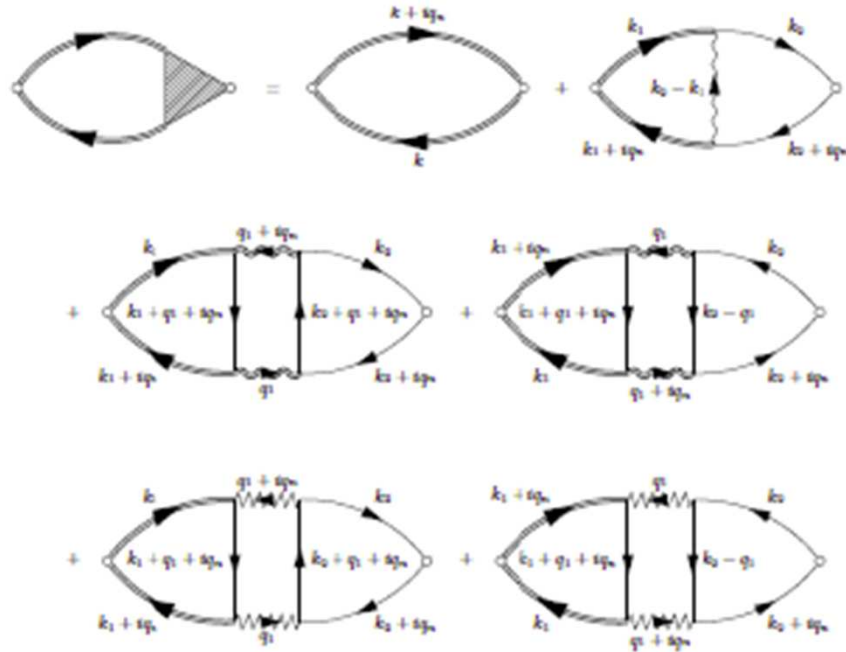 k + iqₙ
=
k
+
k₁
k₂
k₂ − k₁
k₁ + iqₙ
k₂ + iqₙ
+
k₁
q₁ + iqₙ
k₂
k₁ + q₁ + iqₙ
k₂ + q₁ + iqₙ
k₁ + iqₙ
q₁
k₂ + iqₙ
+
k₁ + iqₙ
q₁
k₂
k₁ + q₁ + iqₙ
k₂ − q₁
k₁
q₁ + iqₙ
k₂ + iqₙ
+
k₁
q₁ + iqₙ
k₂
k₁ + q₁ + iqₙ
k₂ + q₁ + iqₙ
k₁ + iqₙ
q₁
k₂ + iqₙ
+
k₁ + iqₙ
q₁
k₂
k₁ + q₁ + iqₙ
k₂ − q₁
k₁
q₁ + iqₙ
k₂ + iqₙ